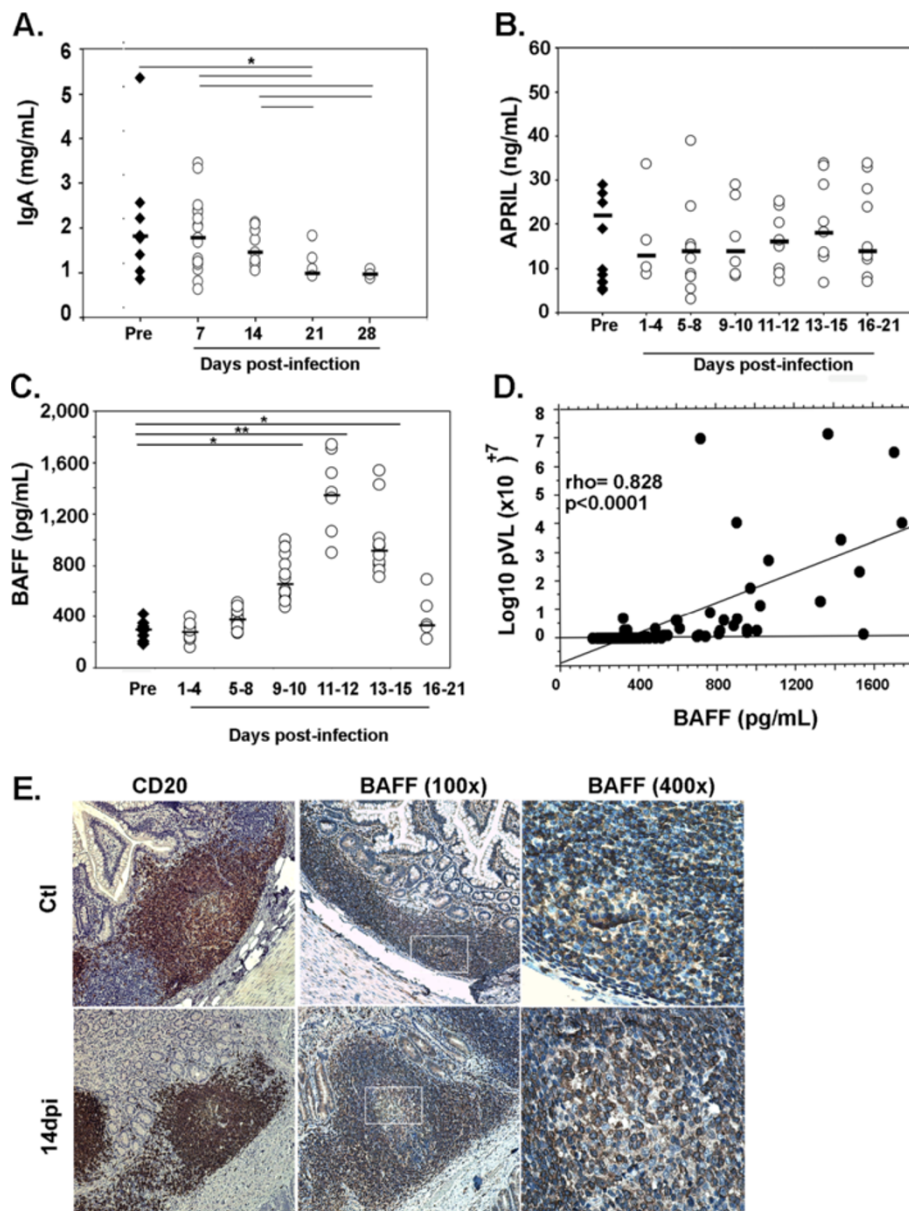 A.
IgA (mg/mL)
6
5
4
3
2
1
0
*
Pre 7 14 21 28
Days post-infection
B.
APRIL (ng/mL)
60
50
40
30
20
10
0
Pre 1-4 5-8 9-10 11-12 13-15 16-21
Days post-infection
C.
BAFF (pg/mL)
2,000
1,600
1,200
800
400
0
*
**
*
Pre 1-4 5-8 9-10 11-12 13-15 16-21
Days post-infection
D.
Log10 pVL (x10 )+7
8
7
6
5
4
3
2
1
0
rho= 0.828
p<0.0001
0 400 800 1200 1600
BAFF (pg/mL)
E.
CD20 BAFF (100x) BAFF (400x)
Ctl
14dpi